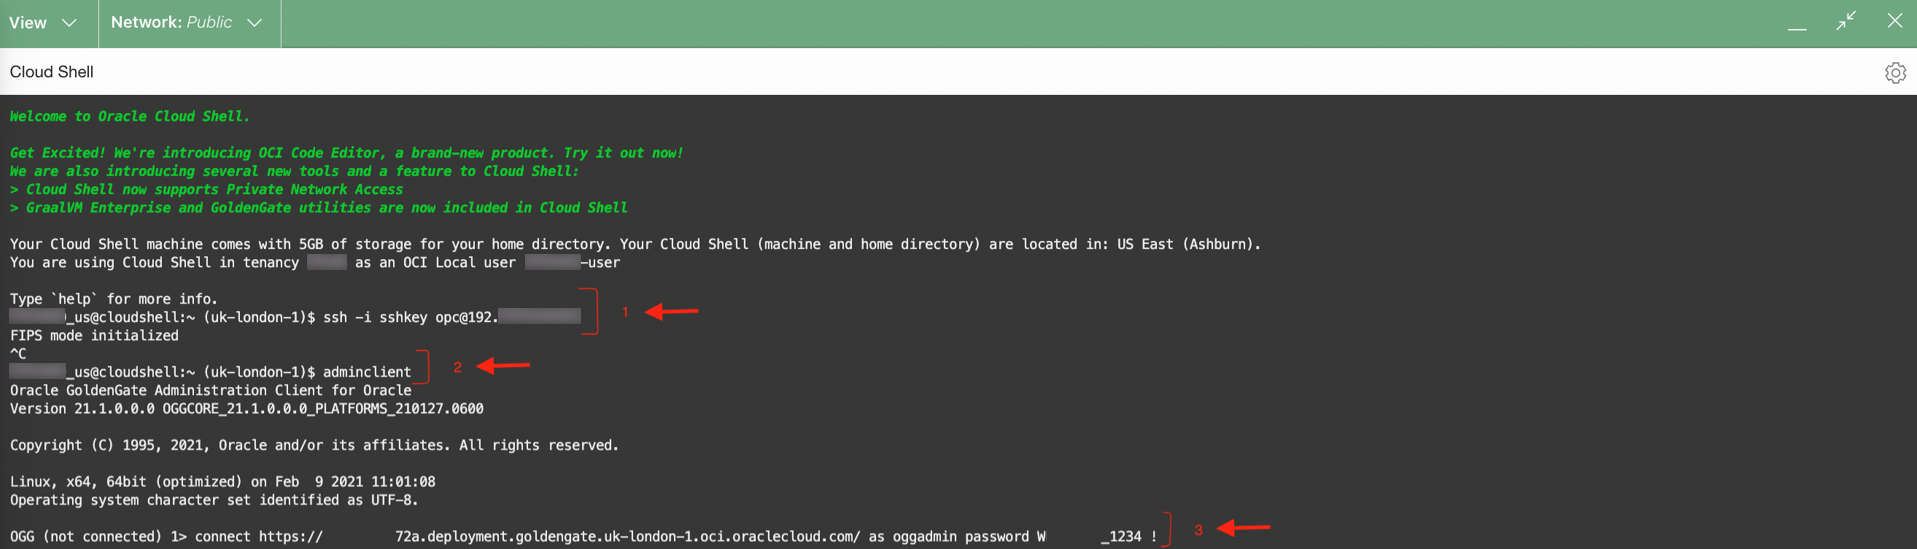 View Network: Public
Cloud Shell
Welcome to Oracle Cloud Shell.
Get Excited! We're introducing OCI Code Editor, a brand-new product. Try it out now!
We are also introducing several new tools and a feature to Cloud Shell:
> Cloud Shell now supports Private Network Access
> GraalVM Enterprise and GoldenGate utilities are now included in Cloud Shell
Your Cloud Shell machine comes with 5GB of storage for your home directory. Your Cloud Shell (machine and home directory) are located in: US East (Ashburn).
You are using Cloud Shell in tenancy as an OCI Local user -user
Type `help` for more info.
_us@cloudshell:~ (uk-london-1)$ ssh -i sshkey opc@192. 1
FIPS mode initialized
^C
_us@cloudshell:~ (uk-london-1)$ adminclient 2
Oracle GoldenGate Administration Client for Oracle
Version 21.1.0.0.0 OGGCORE_21.1.0.0.0_PLATFORMS_210127.0600
Copyright (C) 1995, 2021, Oracle and/or its affiliates. All rights reserved.
Linux, x64, 64bit (optimized) on Feb  9 2021 11:01:08
Operating system character set identified as UTF-8.
OGG (not connected) 1> connect https:// 72a.deployment.goldengate.uk-london-1.oci.oraclecloud.com/ as oggadmin password W _1234 ! 3